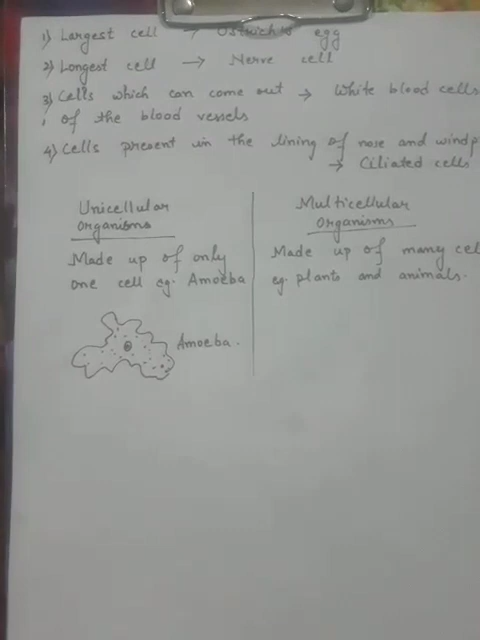 1) Largest cell → Ostrich's egg
2) Longest cell → Nerve cell
3) Cells which can come out → White blood cells
of the blood vessels
4) Cells present in the lining of nose and windp
→ Ciliated cells
Unicellular
Organisms
Made up of only
one cell eg. Amoeba
Amoeba.
Multicellular
Organisms
Made up of many cel
eg. plants and animals.